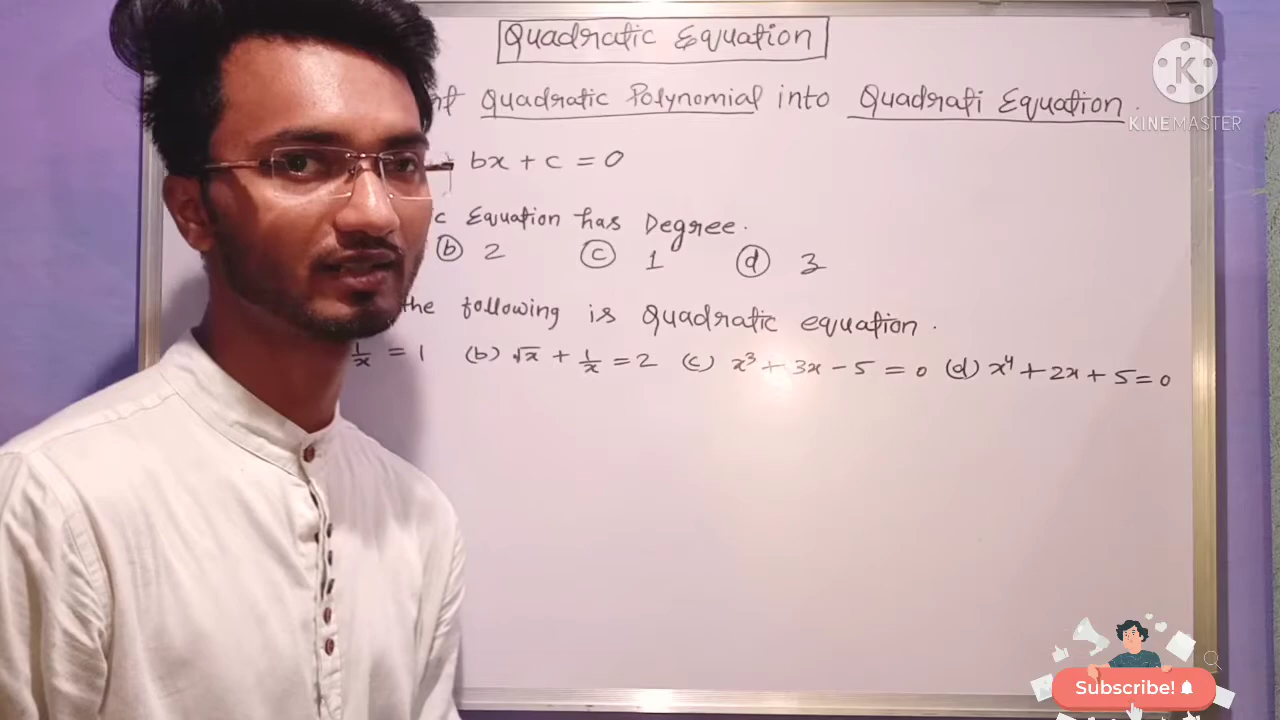 Quadratic Equation
Quadratic Polynomial into Quadrati Equation.
bx + c = 0
c Equation has Degree.
(b) 2 (c) 1 (d) 3
the following is Quadratic equation.
1/x = 1 (b) √x + 1/x = 2 (c) x³ + 3x - 5 = 0 (d) x⁴ + 2x + 5 = 0
K
KINEMASTER
Subscribe!